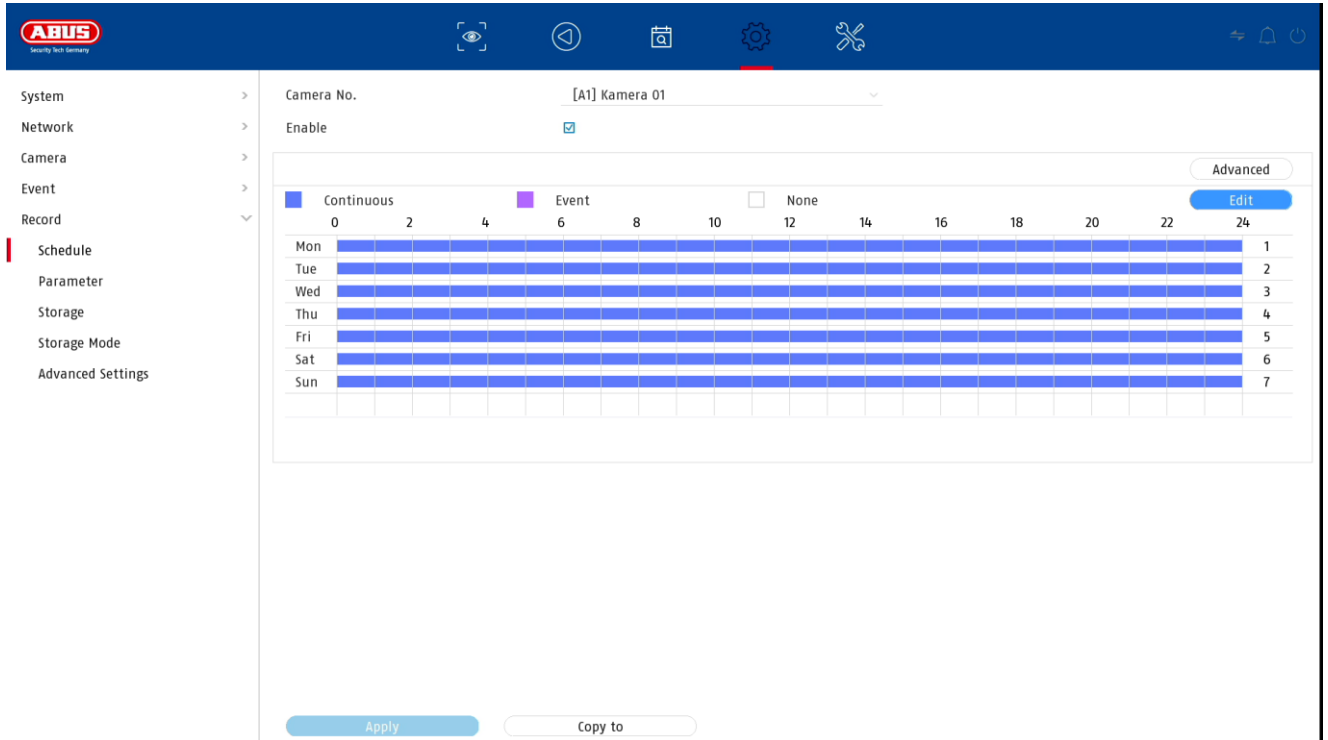 ABUS
Security Tech Germany
System
Network
Camera
Event
Record
Schedule
Parameter
Storage
Storage Mode
Advanced Settings
Camera No. [A1] Kamera 01
Enable
Advanced
Continuous Event None Edit
0 2 4 6 8 10 12 14 16 18 20 22 24
Mon 1
Tue 2
Wed 3
Thu 4
Fri 5
Sat 6
Sun 7
Apply Copy to